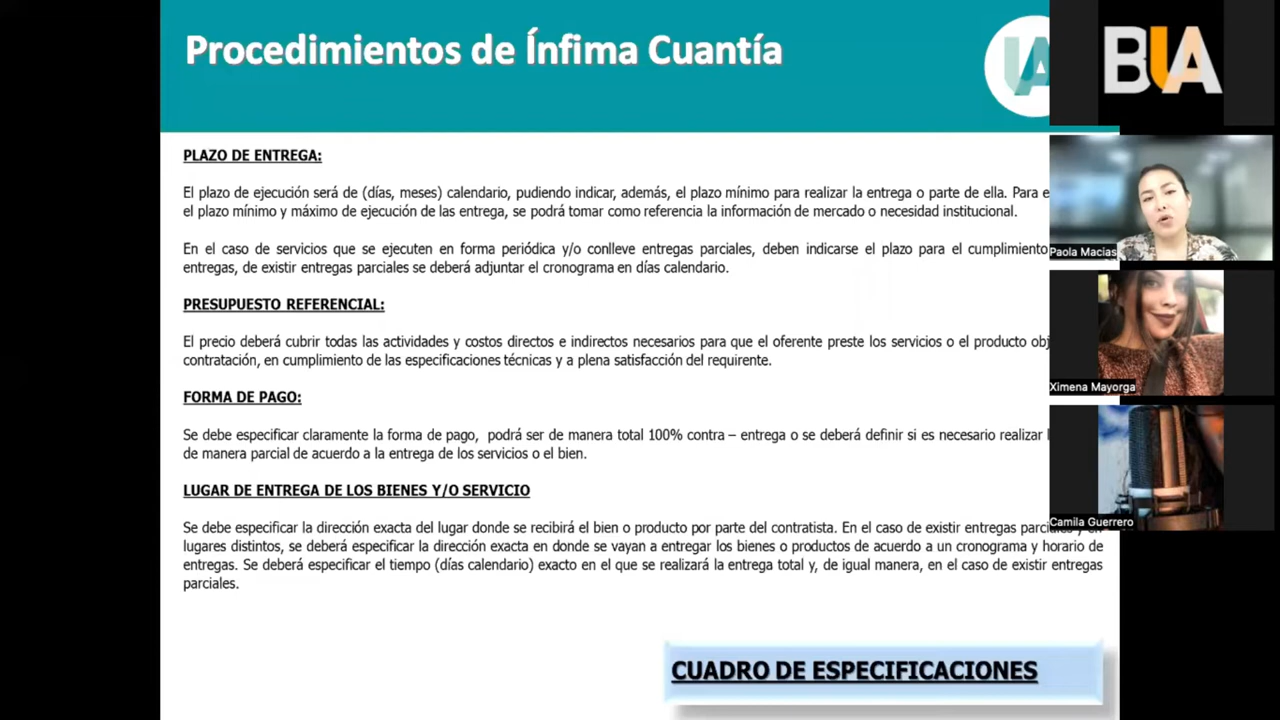 Procedimientos de Ínfima Cuantía
UA
BUA
PLAZO DE ENTREGA:
El plazo de ejecución será de (días, meses) calendario, pudiendo indicar, además, el plazo mínimo para realizar la entrega o parte de ella. Para
el plazo mínimo y máximo de ejecución de las entrega, se podrá tomar como referencia la información de mercado o necesidad institucional.
Paola Macias
En el caso de servicios que se ejecuten en forma periódica y/o conlleve entregas parciales, deben indicarse el plazo para el cumplimiento
entregas, de existir entregas parciales se deberá adjuntar el cronograma en días calendario.
PRESUPUESTO REFERENCIAL:
El precio deberá cubrir todas las actividades y costos directos e indirectos necesarios para que el oferente preste los servicios o el producto
contratación, en cumplimiento de las especificaciones técnicas y a plena satisfacción del requirente.
Ximena Mayorga
FORMA DE PAGO:
Se debe especificar claramente la forma de pago, podrá ser de manera total 100% contra – entrega o se deberá definir si es necesario realizar
de manera parcial de acuerdo a la entrega de los servicios o el bien.
LUGAR DE ENTREGA DE LOS BIENES Y/O SERVICIO
Camila Guerrero
Se debe especificar la dirección exacta del lugar donde se recibirá el bien o producto por parte del contratista. En el caso de existir entregas
lugares distintos, se deberá especificar la dirección exacta en donde se vayan a entregar los bienes o productos de acuerdo a un cronograma y horario de
entregas. Se deberá especificar el tiempo (días calendario) exacto en el que se realizará la entrega total y, de igual manera, en el caso de existir entregas
parciales.
CUADRO DE ESPECIFICACIONES